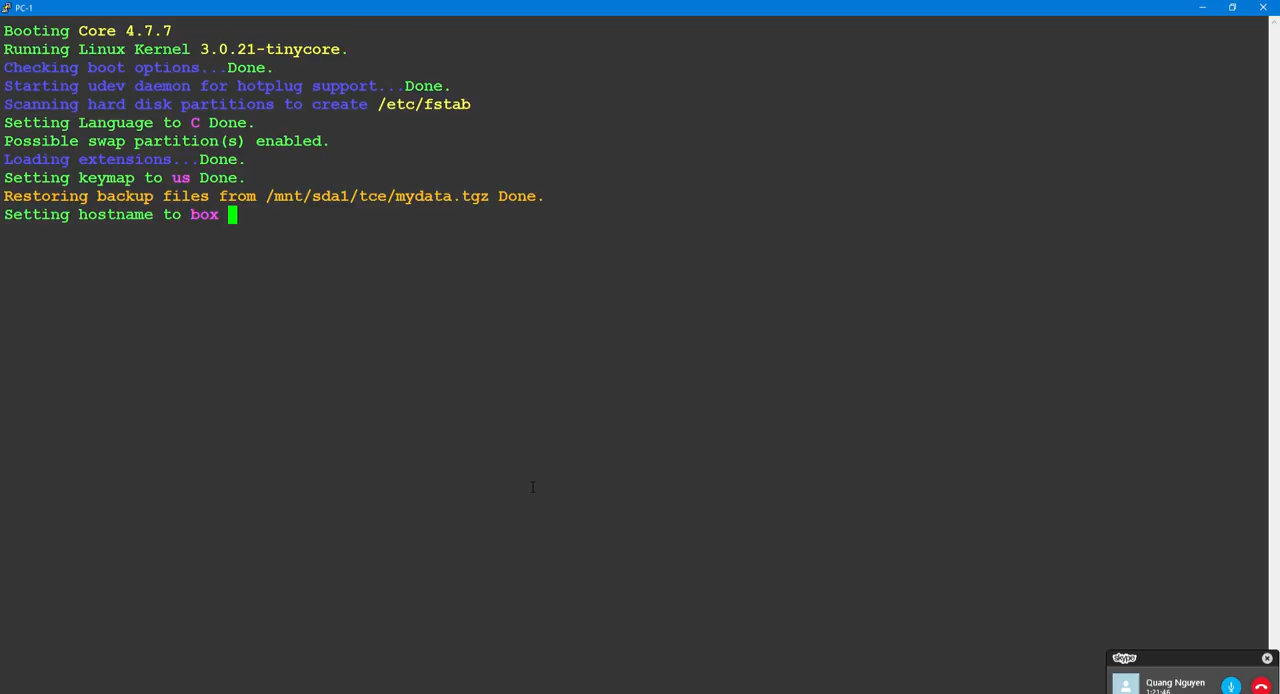 PC-1
Booting Core 4.7.7
Running Linux Kernel 3.0.21-tinycore.
Checking boot options...Done.
Starting udev daemon for hotplug support...Done.
Scanning hard disk partitions to create /etc/fstab
Setting Language to C Done.
Possible swap partition(s) enabled.
Loading extensions...Done.
Setting keymap to us Done.
Restoring backup files from /mnt/sda1/tce/mydata.tgz Done.
Setting hostname to box
skype
Quang Nguyen
1:21:46